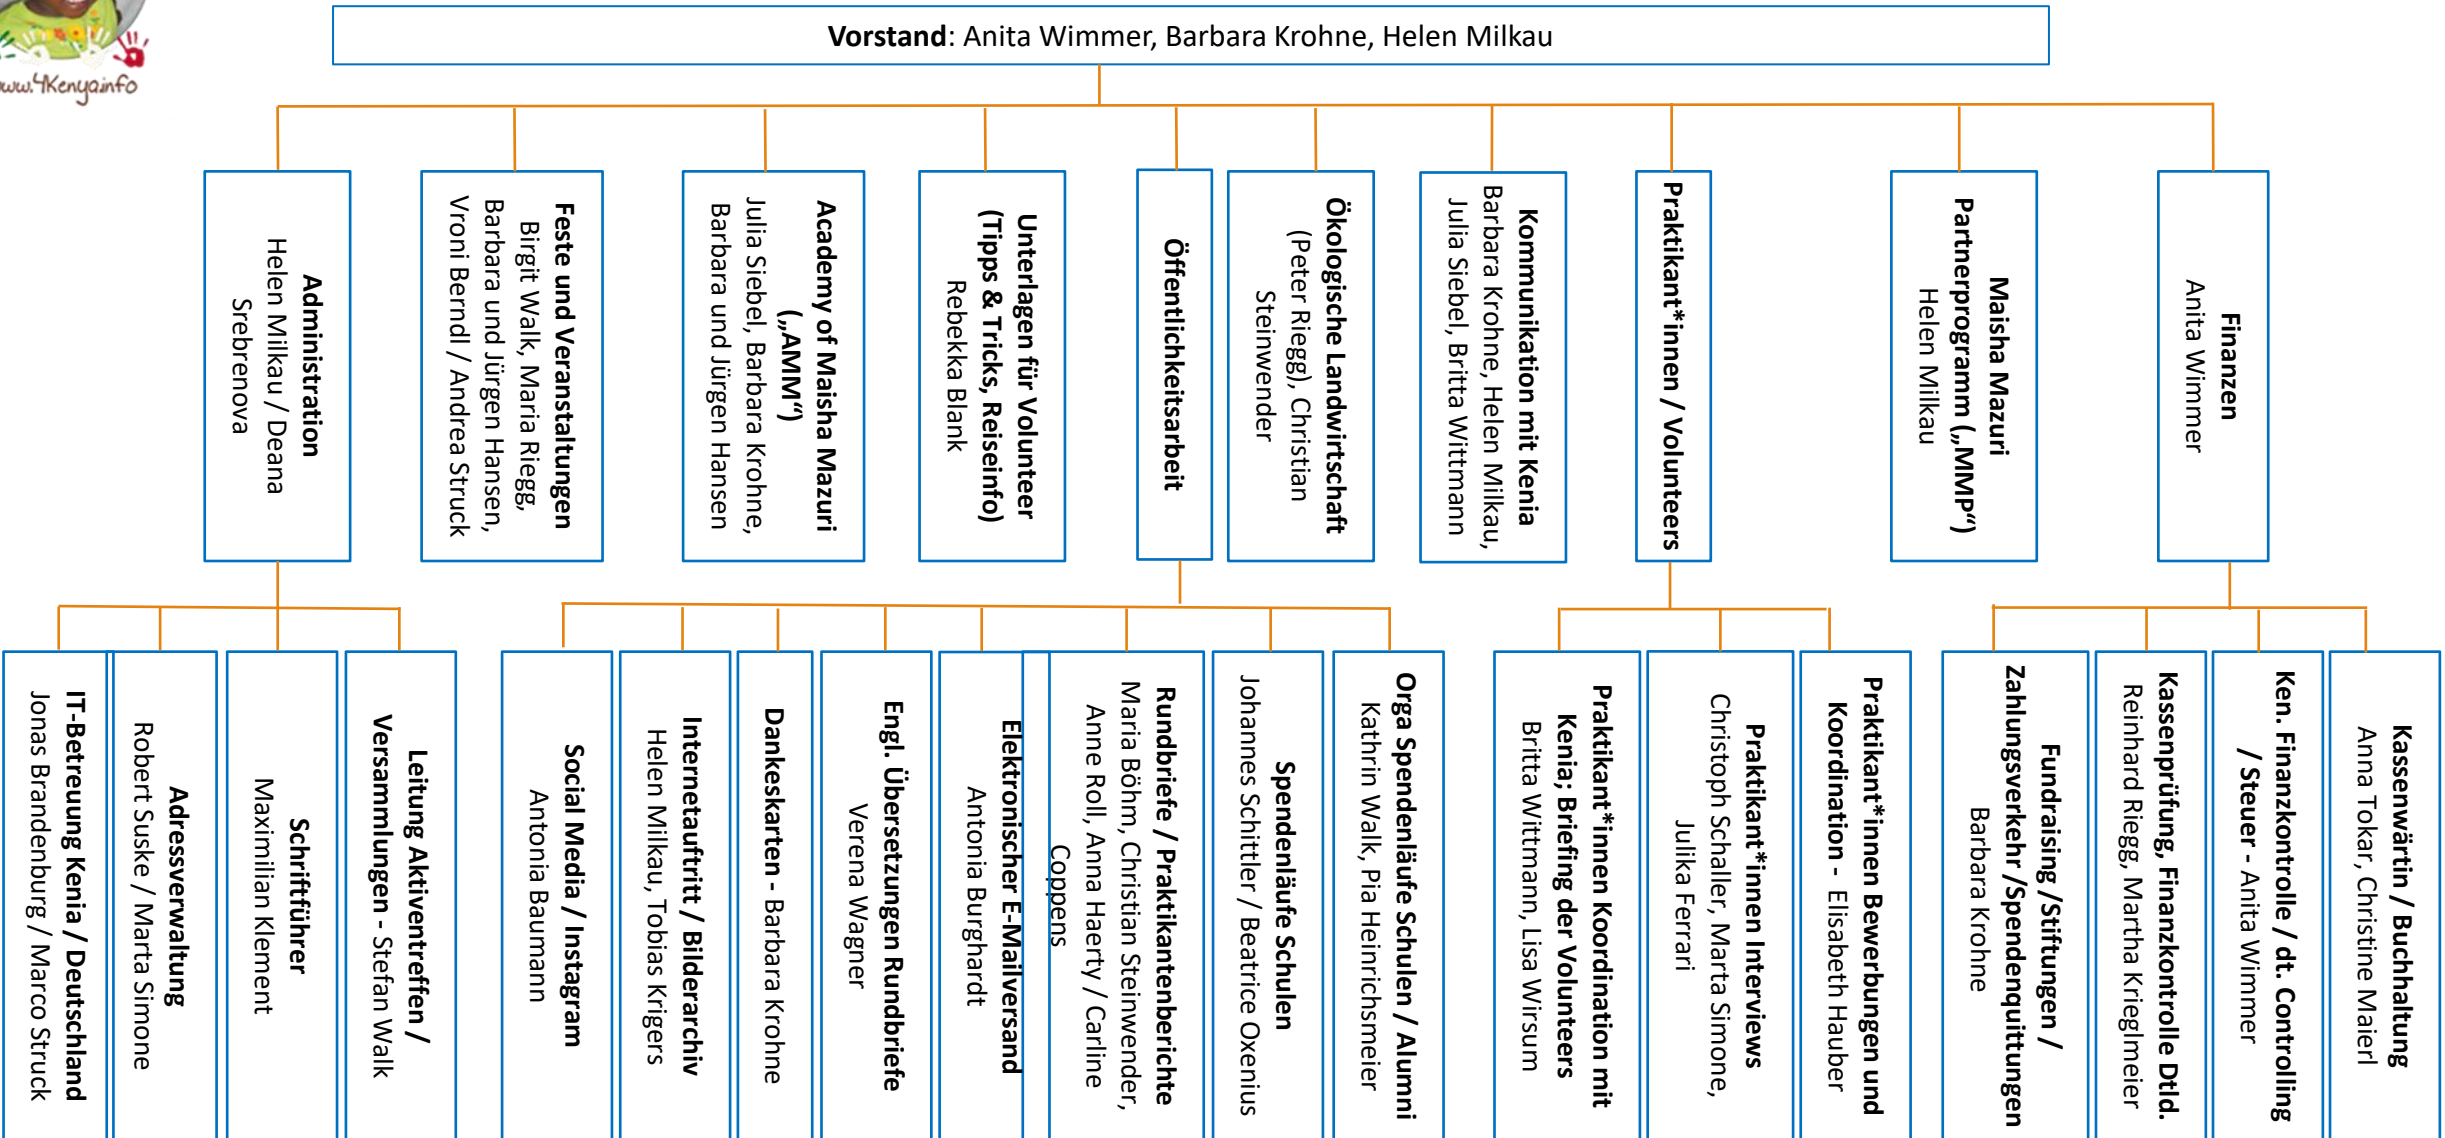 www.4Kenya.info
Vorstand: Anita Wimmer, Barbara Krohne, Helen Milkau
Administration
Helen Milkau / Deana
Srebrenova
Feste und Veranstaltungen
Birgit Walk, Maria Riegg,
Barbara und Jürgen Hansen,
Vroni Berndl / Andrea Struck
Academy of Maisha Mazuri
(„AMM“)
Julia Siebel, Barbara Krohne,
Barbara und Jürgen Hansen
Unterlagen für Volunteer
(Tipps & Tricks, Reiseinfo)
Rebekka Blank
Öffentlichkeitsarbeit
Ökologische Landwirtschaft
(Peter Riegg), Christian
Steinwender
Kommunikation mit Kenia
Barbara Krohne, Helen Milkau,
Julia Siebel, Britta Wittmann
Praktikant*innen / Volunteers
Maisha Mazuri
Partnerprogramm („MMP“)
Helen Milkau
Finanzen
Anita Wimmer
IT-Betreuung Kenia / Deutschland
Jonas Brandenburg / Marco Struck
Adressverwaltung
Robert Suske / Marta Simone
Schriftführer
Maximilian Klement
Leitung Aktiventreffen /
Versammlungen - Stefan Walk
Social Media / Instagram
Antonia Baumann
Internetauftritt / Bilderarchiv
Helen Milkau, Tobias Krigers
Dankeskarten - Barbara Krohne
Engl. Übersetzungen Rundbriefe
Verena Wagner
Elektronischer E-Mailversand
Antonia Burghardt
Rundbriefe / Praktikantenberichte
Maria Böhm, Christian Steinwender,
Anne Roll, Anna Haerty / Carline
Coppens
Spendenläufe Schulen
Johannes Schittler / Beatrice Oxenius
Orga Spendenläufe Schulen / Alumni
Kathrin Walk, Pia Heinrichsmeier
Praktikant*innen Koordination mit
Kenia; Briefing der Volunteers
Britta Wittmann, Lisa Wirsum
Praktikant*innen Interviews
Christoph Schaller, Marta Simone,
Julika Ferrari
Praktikant*innen Bewerbungen und
Koordination - Elisabeth Hauber
Fundraising /Stiftungen /
Zahlungsverkehr /Spendenquittungen
Barbara Krohne
Kassenprüfung, Finanzkontrolle Dtld.
Reinhard Riegg, Martha Krieglmeier
Ken. Finanzkontrolle / dt. Controlling
/ Steuer - Anita Wimmer
Kassenwärtin / Buchhaltung
Anna Tokar, Christine Maierl